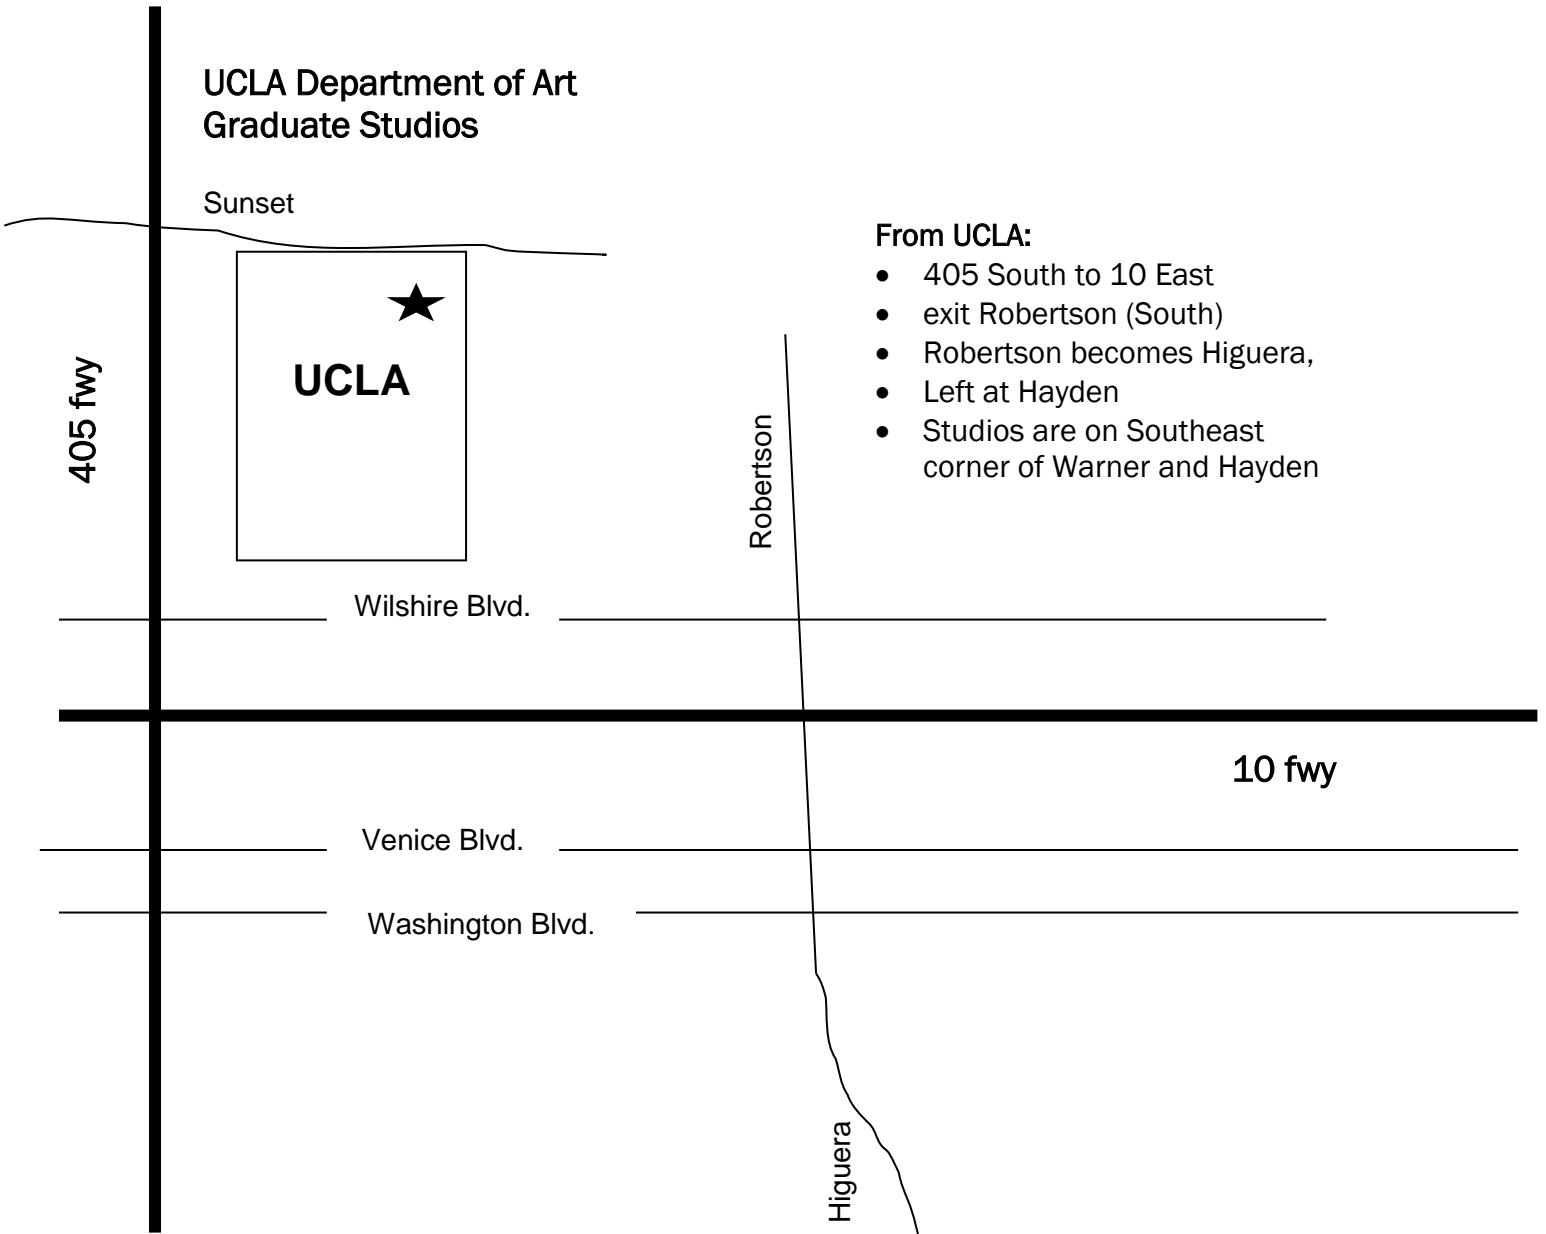 UCLA Department of Art
Graduate Studios
Sunset
From UCLA:
• 405 South to 10 East
• exit Robertson (South)
• Robertson becomes Higuera,
• Left at Hayden
• Studios are on Southeast
corner of Warner and Hayden
UCLA
405 fwy
Robertson
Wilshire Blvd.
10 fwy
Venice Blvd.
Washington Blvd.
Higuera